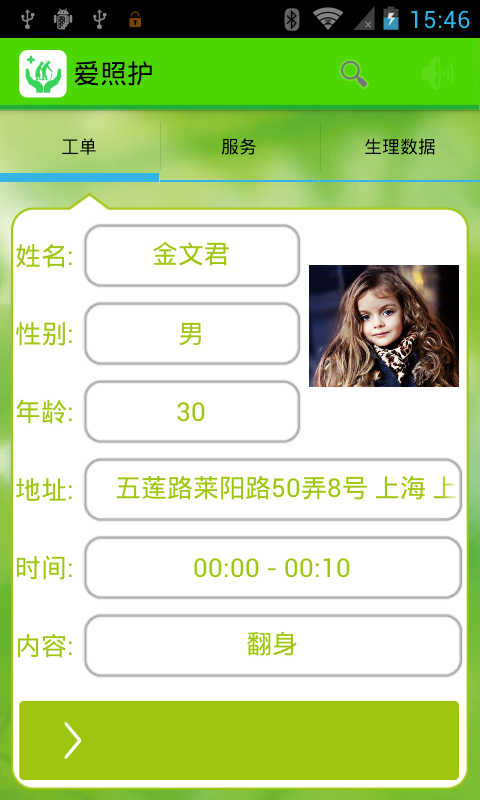 15:46
爱照护
工单
服务
生理数据
姓名: 金文君
性别: 男
年龄: 30
地址: 五莲路莱阳路50弄8号 上海 上
时间: 00:00 - 00:10
内容: 翻身